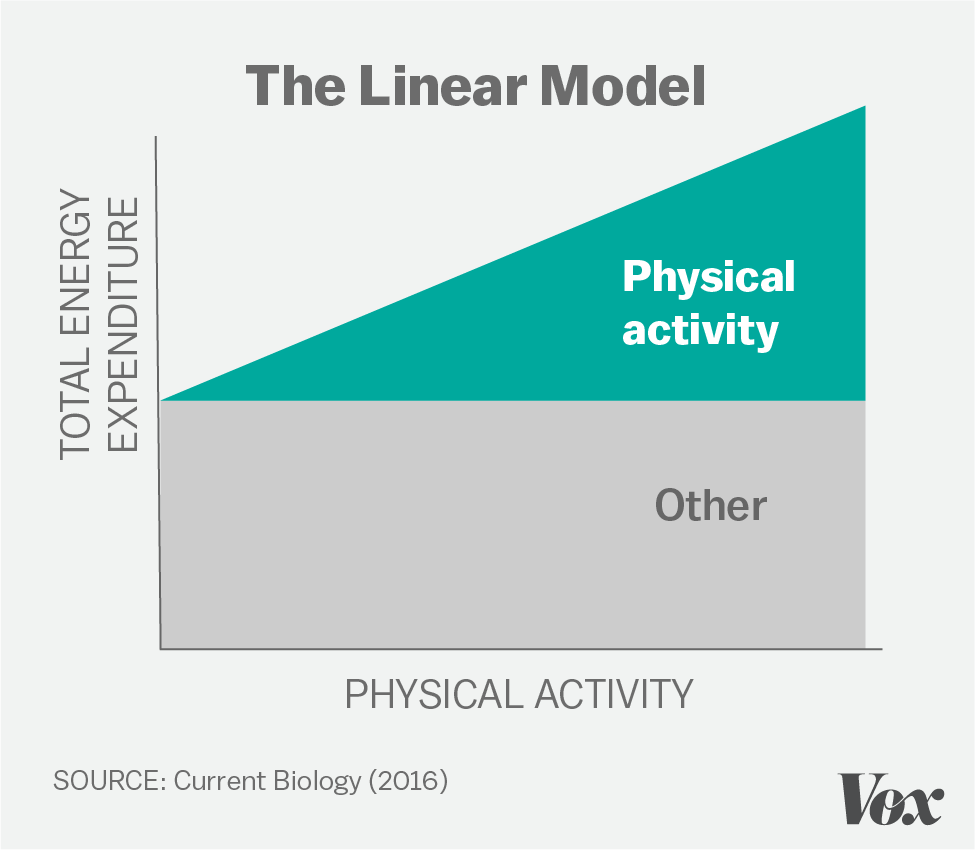 The Linear Model
TOTAL ENERGY
EXPENDITURE
Physical
activity
Other
PHYSICAL ACTIVITY
SOURCE: Current Biology (2016)
Vox